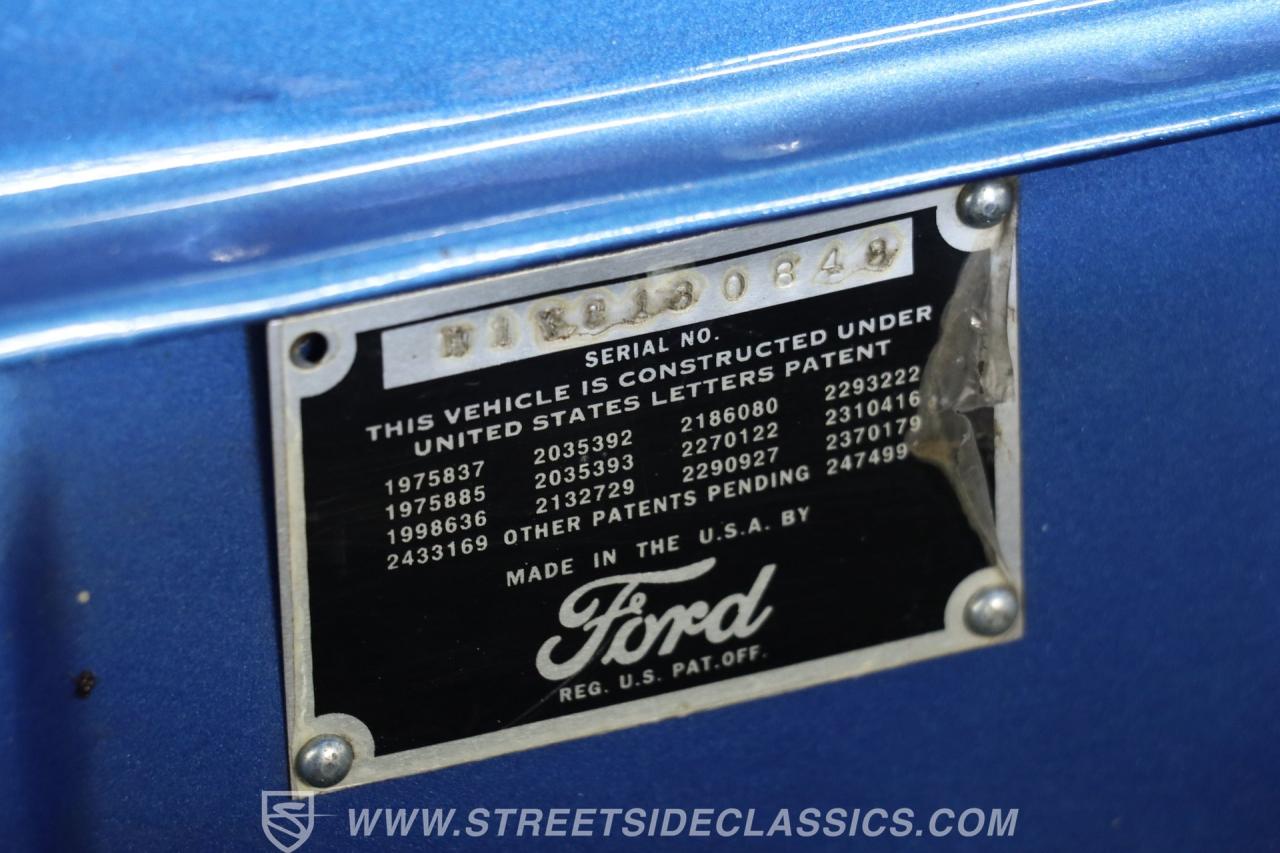 SERIAL NO.
THIS VEHICLE IS CONSTRUCTED UNDER
UNITED STATES LETTERS PATENT
1975837 2035392 2186080 2293222
1975885 2035393 2270122 2310416
1998636 2132729 2290927 2370179
2433169 OTHER PATENTS PENDING 247499
MADE IN THE U.S.A. BY
Ford
REG. U.S. PAT. OFF.
WWW.STREETSIDECLASSICS.COM